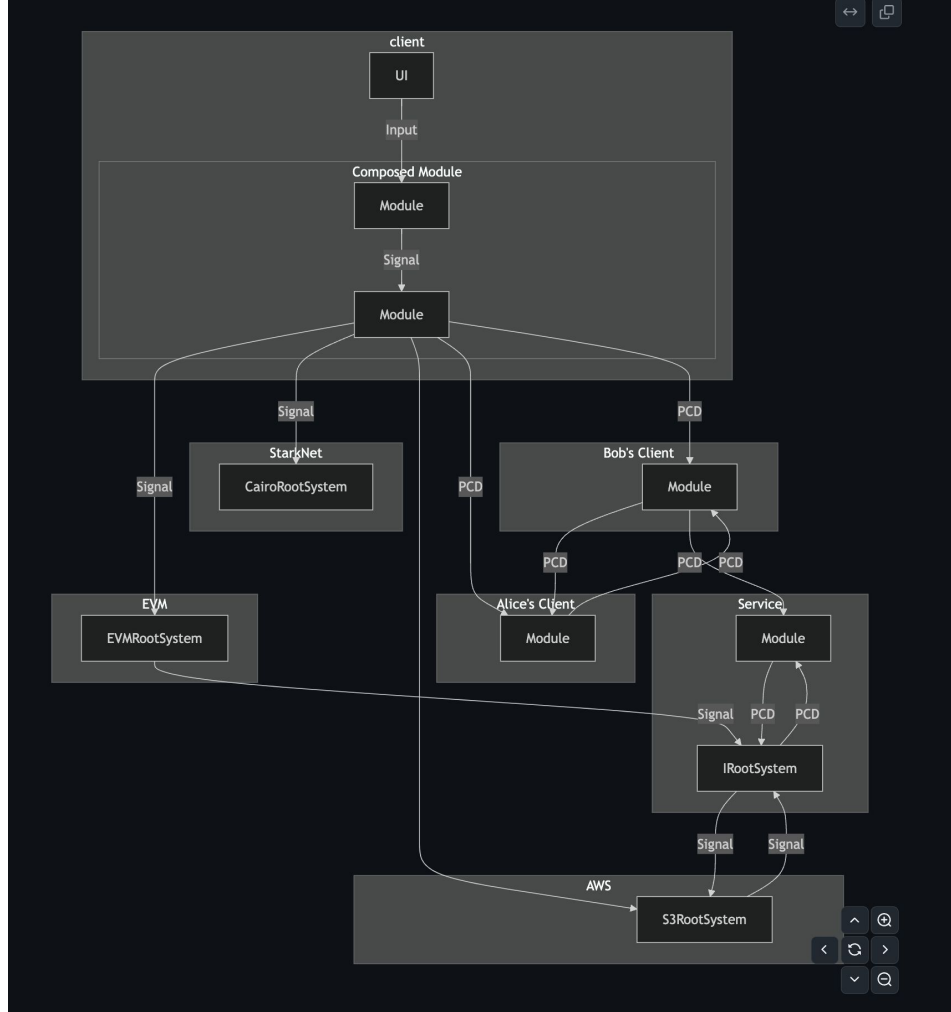 client
UI
Input
Composed Module
Module
Signal
Module
Signal
PCD
StarkNet
Bob's Client
CairoRootSystem
Module
Signal
PCD
PCD
PCD
PCD
EVM
Alice's Client
Service
EVMRootSystem
Module
Module
Signal
PCD
PCD
IRootSystem
Signal
Signal
AWS
S3RootSystem